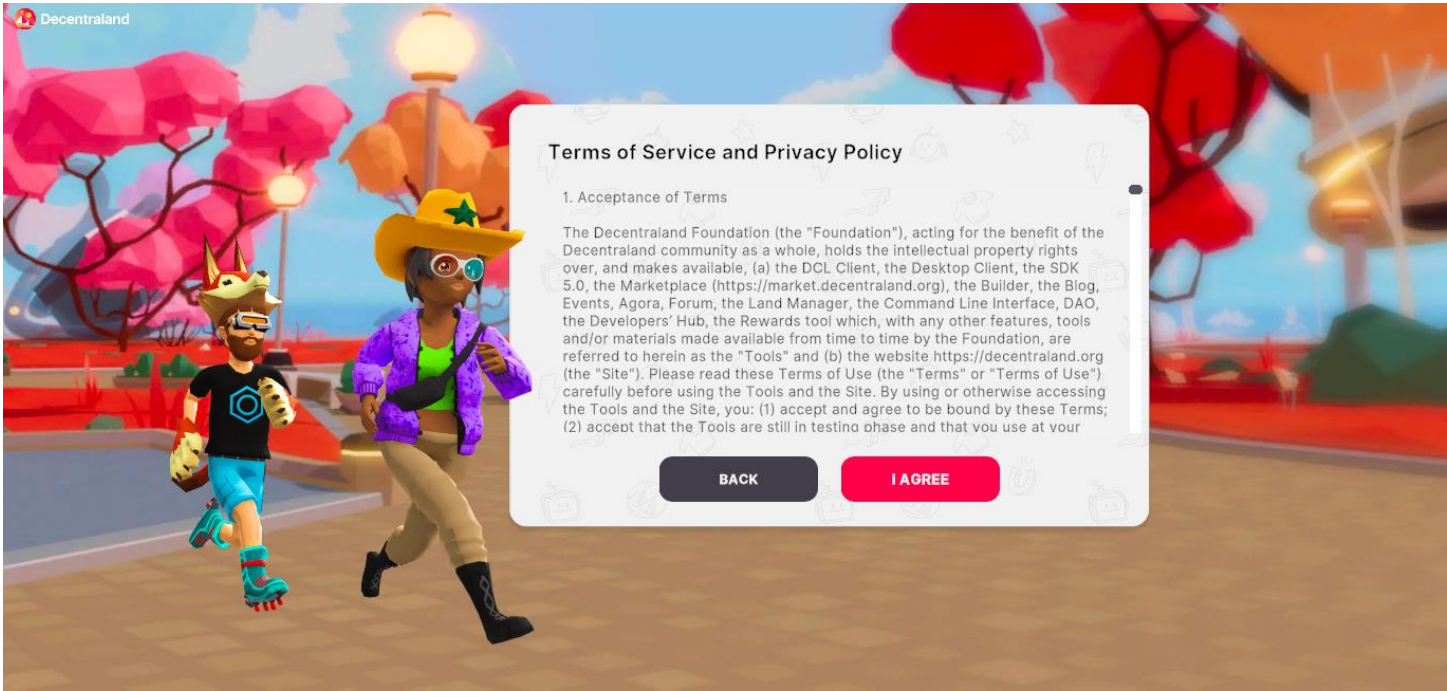 Decentraland
Terms of Service and Privacy Policy
1. Acceptance of Terms
The Decentraland Foundation (the "Foundation"), acting for the benefit of the
Decentraland community as a whole, holds the intellectual property rights
over, and makes available, (a) the DCL Client, the Desktop Client, the SDK
5.0, the Marketplace (https://market.decentraland.org), the Builder, the Blog,
Events, Agora, Forum, the Land Manager, the Command Line Interface, DAO,
the Developers’ Hub, the Rewards tool which, with any other features, tools
and/or materials made available from time to time by the Foundation, are
referred to herein as the "Tools" and (b) the website https://decentraland.org
(the "Site"). Please read these Terms of Use (the "Terms" or "Terms of Use")
carefully before using the Tools and the Site. By using or otherwise accessing
the Tools and the Site, you: (1) accept and agree to be bound by these Terms;
(2) accept that the Tools are still in testing phase and that you use at your
BACK
I AGREE